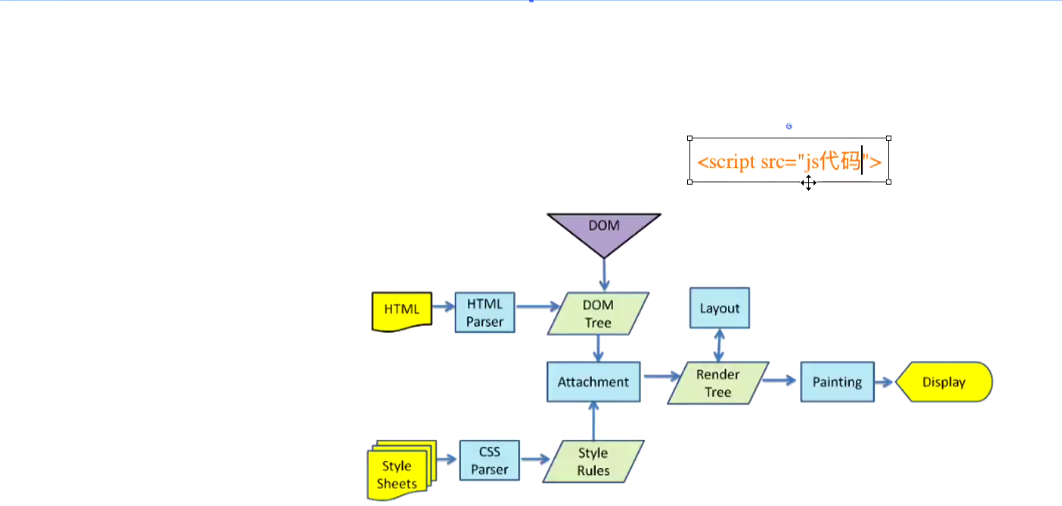 <script src="js代码">
DOM
HTML
HTML
Parser
DOM
Tree
Layout
Attachment
Render
Tree
Painting
Display
Style
Sheets
CSS
Parser
Style
Rules